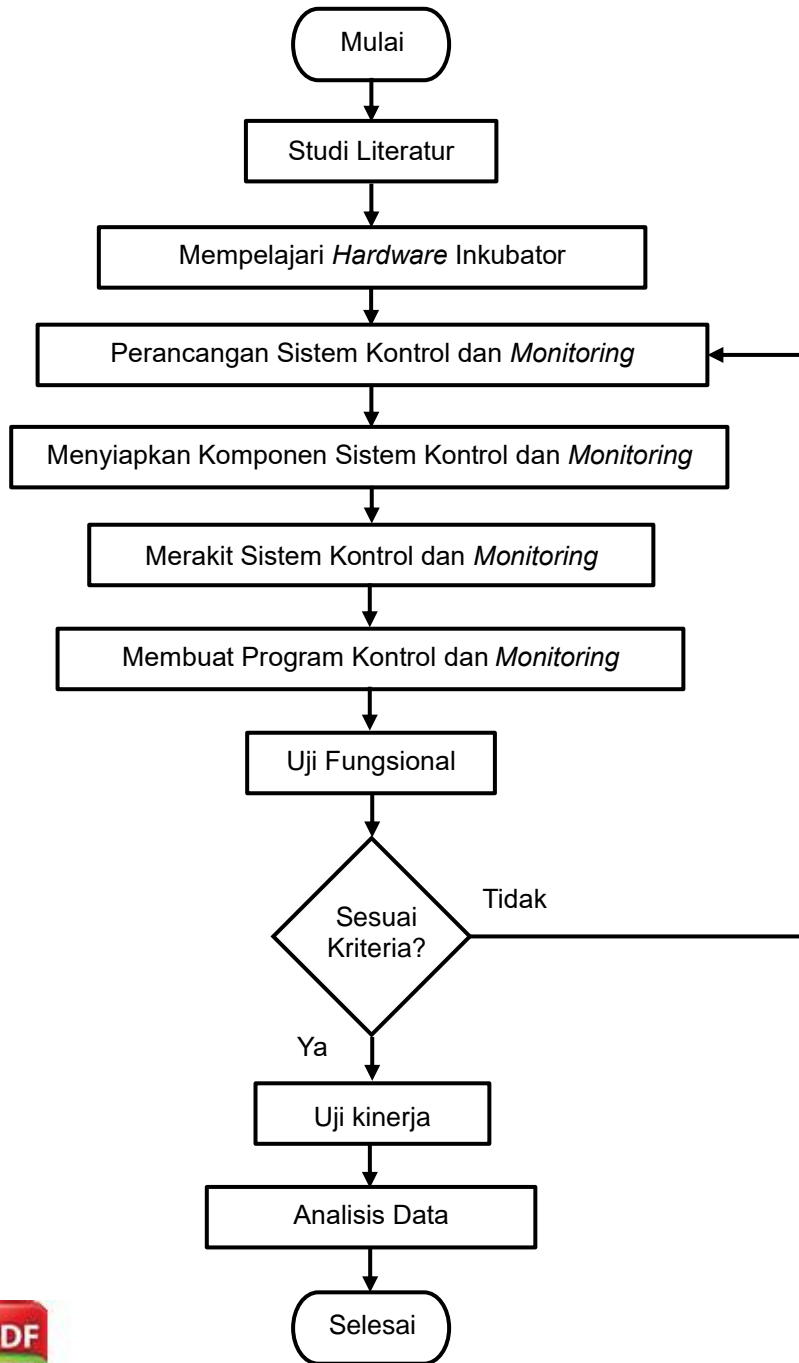 Mulai
Studi Literatur
Mempelajari Hardware Inkubator
Perancangan Sistem Kontrol dan Monitoring
Menyiapkan Komponen Sistem Kontrol dan Monitoring
Merakit Sistem Kontrol dan Monitoring
Membuat Program Kontrol dan Monitoring
Uji Fungsional
Sesuai
Kriteria?
Tidak
Ya
Uji kinerja
Analisis Data
Selesai
DF